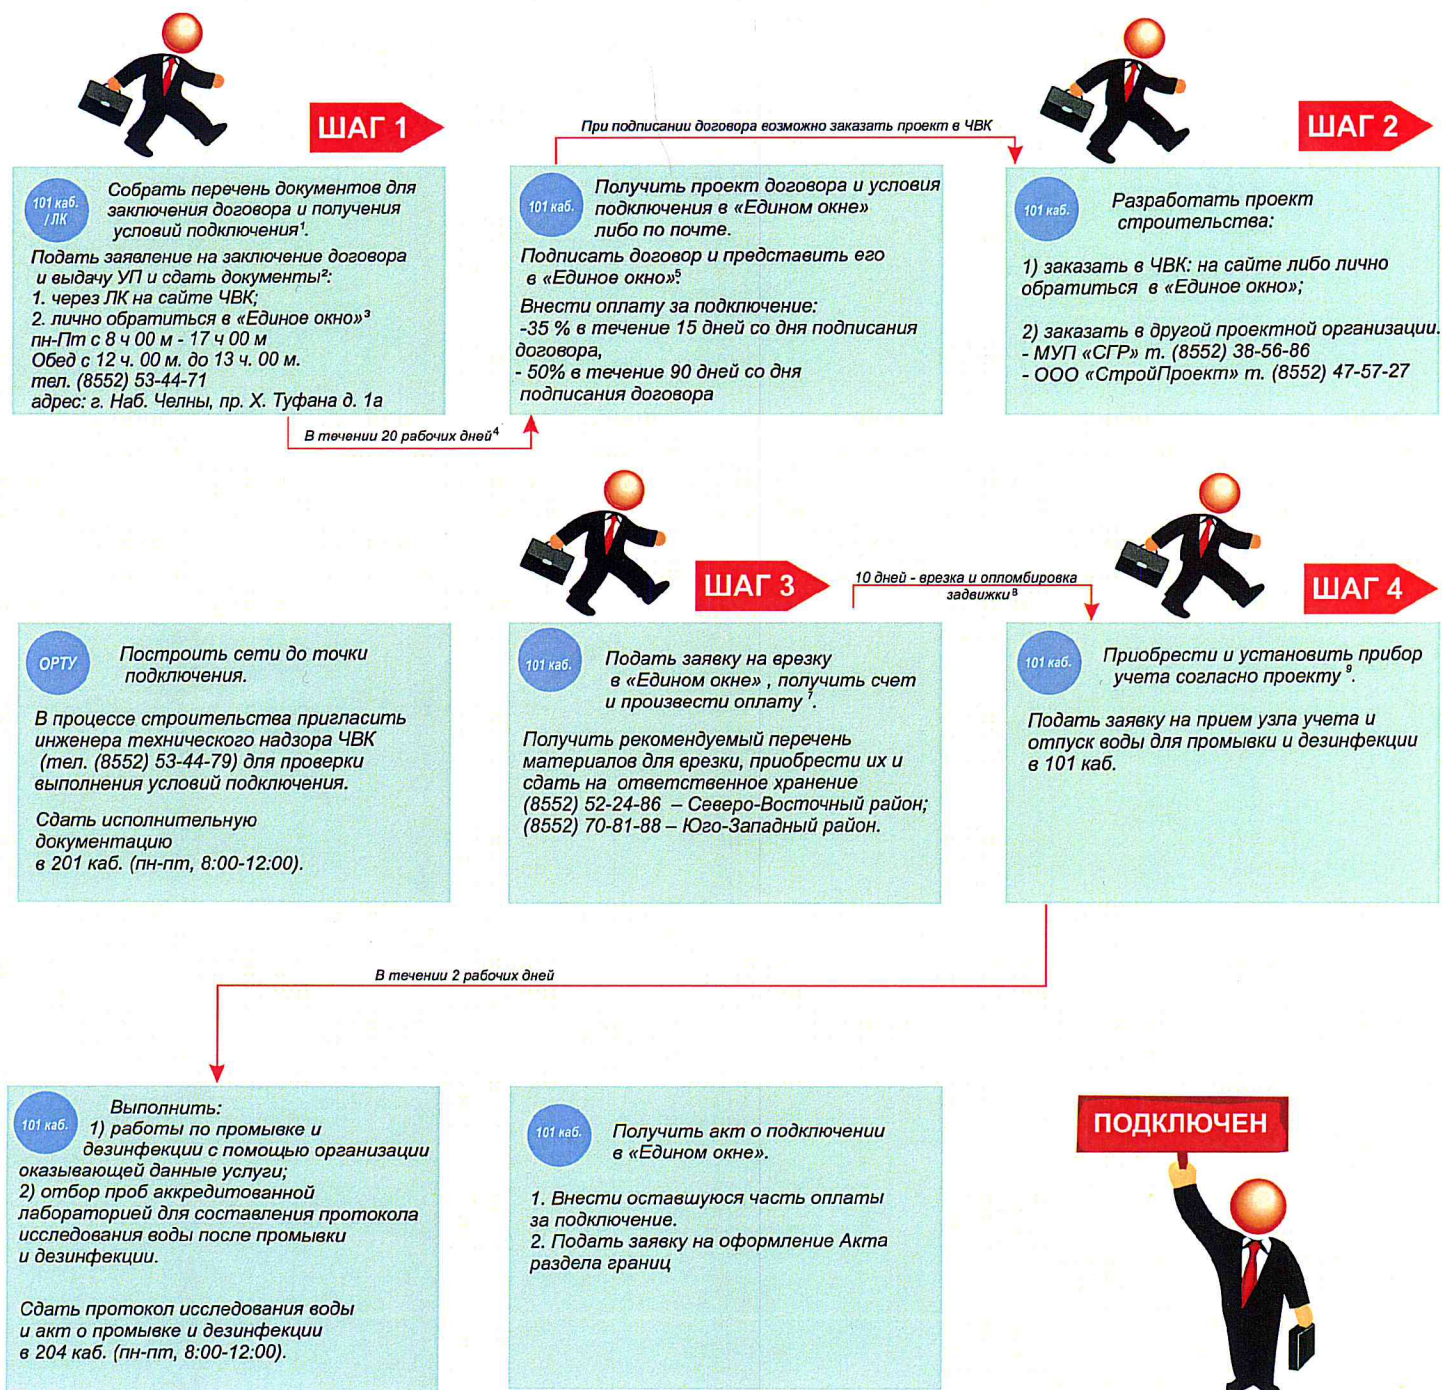 ШАГ 1
101 каб.
/ ЛК
Собрать перечень документов для
заключения договора и получения
условий подключения¹.
Подать заявление на заключение договора
и выдачу УП и сдать документы²:
1. через ЛК на сайте ЧВК;
2. лично обратиться в «Единое окно»³
пн-Пт с 8 ч 00 м - 17 ч 00 м
Обед с 12 ч. 00 м. до 13 ч. 00 м.
тел. (8552) 53-44-71
адрес: г. Наб. Челны, пр. Х. Туфана д. 1а
В течении 20 рабочих дней⁴
При подписании договора возможно заказать проект в ЧВК
101 каб.
Получить проект договора и условия
подключения в «Едином окне»
либо по почте.
Подписать договор и представить его
в «Единое окно»⁵.
Внести оплату за подключение:
-35 % в течение 15 дней со дня подписания
договора,
- 50% в течение 90 дней со дня
подписания договора
ШАГ 2
101 каб.
Разработать проект
строительства:
1) заказать в ЧВК: на сайте либо лично
обратиться в «Единое окно»;
2) заказать в другой проектной организации.
- МУП «СГР» т. (8552) 38-56-86
- ООО «СтройПроект» т. (8552) 47-57-27
ОРТУ
Построить сети до точки
подключения.
В процессе строительства пригласить
инженера технического надзора ЧВК
(тел. (8552) 53-44-79) для проверки
выполнения условий подключения.
Сдать исполнительную
документацию
в 201 каб. (пн-пт, 8:00-12:00).
ШАГ 3
101 каб.
Подать заявку на врезку
в «Едином окне» , получить счет
и произвести оплату ⁷.
Получить рекомендуемый перечень
материалов для врезки, приобрести их и
сдать на ответственное хранение
(8552) 52-24-86 – Северо-Восточный район;
(8552) 70-81-88 – Юго-Западный район.
10 дней - врезка и опломбировка
задвижки⁸
ШАГ 4
101 каб.
Приобрести и установить прибор
учета согласно проекту ⁹.
Подать заявку на прием узла учета и
отпуск воды для промывки и дезинфекции
в 101 каб.
В течении 2 рабочих дней
101 каб.
Выполнить:
1) работы по промывке и
дезинфекции с помощью организации
оказывающей данные услуги;
2) отбор проб аккредитованной
лабораторией для составления протокола
исследования воды после промывки
и дезинфекции.
Сдать протокол исследования воды
и акт о промывке и дезинфекции
в 204 каб. (пн-пт, 8:00-12:00).
101 каб.
Получить акт о подключении
в «Едином окне».
1. Внести оставшуюся часть оплаты
за подключение.
2. Подать заявку на оформление Акта
раздела границ
ПОДКЛЮЧЕН